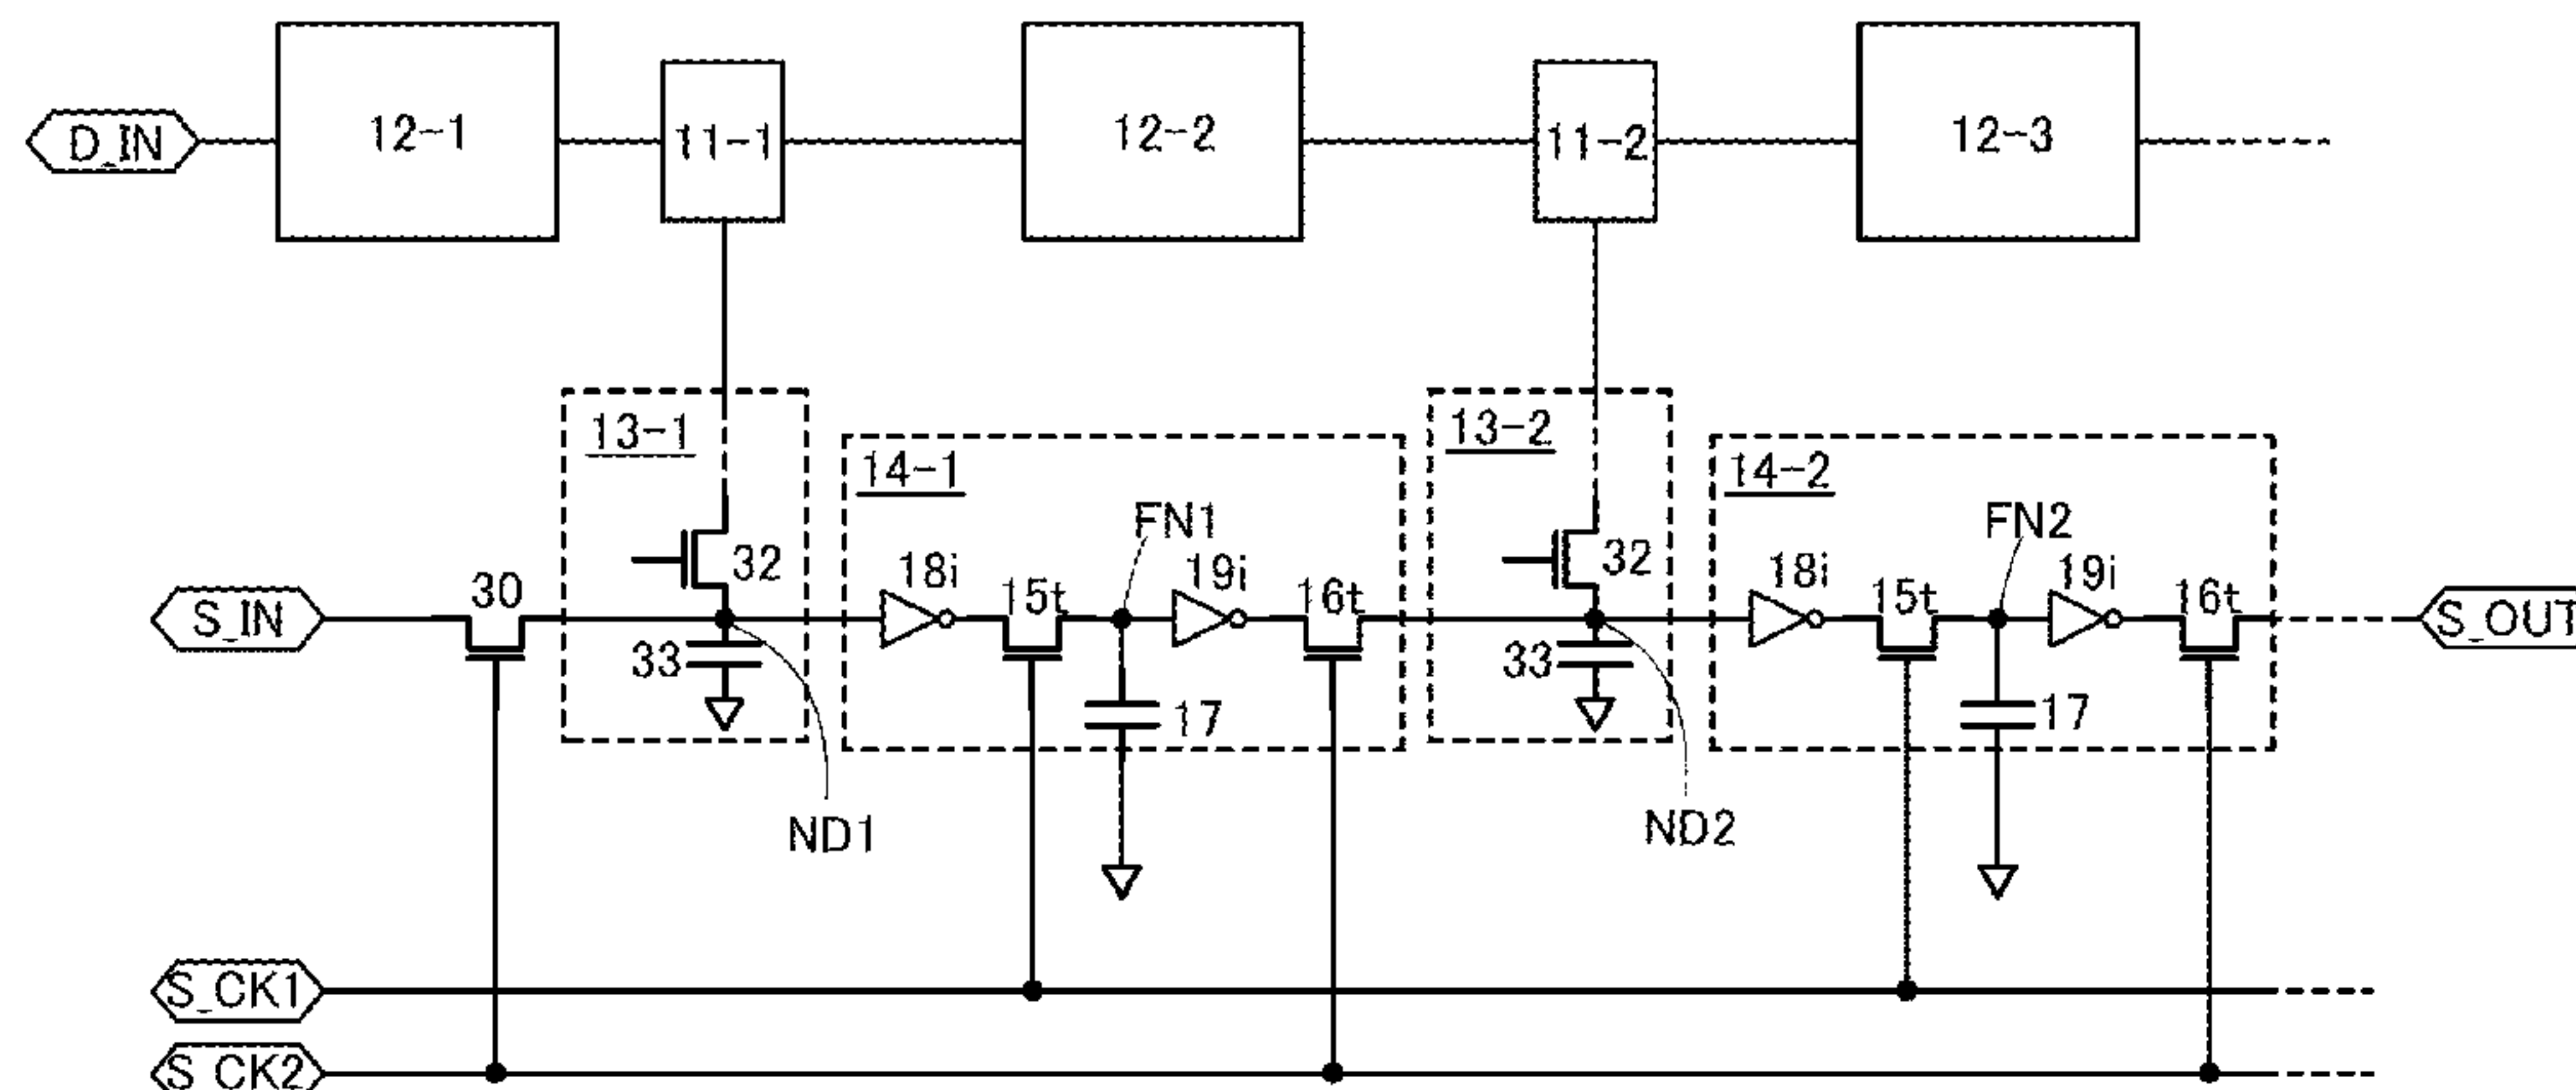 D_IN 12-1 11-1 12-2 11-2 12-3
13-1 13-2
14-1 14-2
FN1 FN2
32 18i 19i 32 18i 19i
S_IN 30 15t 16t 15t 16t S_OUT
33 33
17 17
ND1 ND2
S_CK1
S_CK2